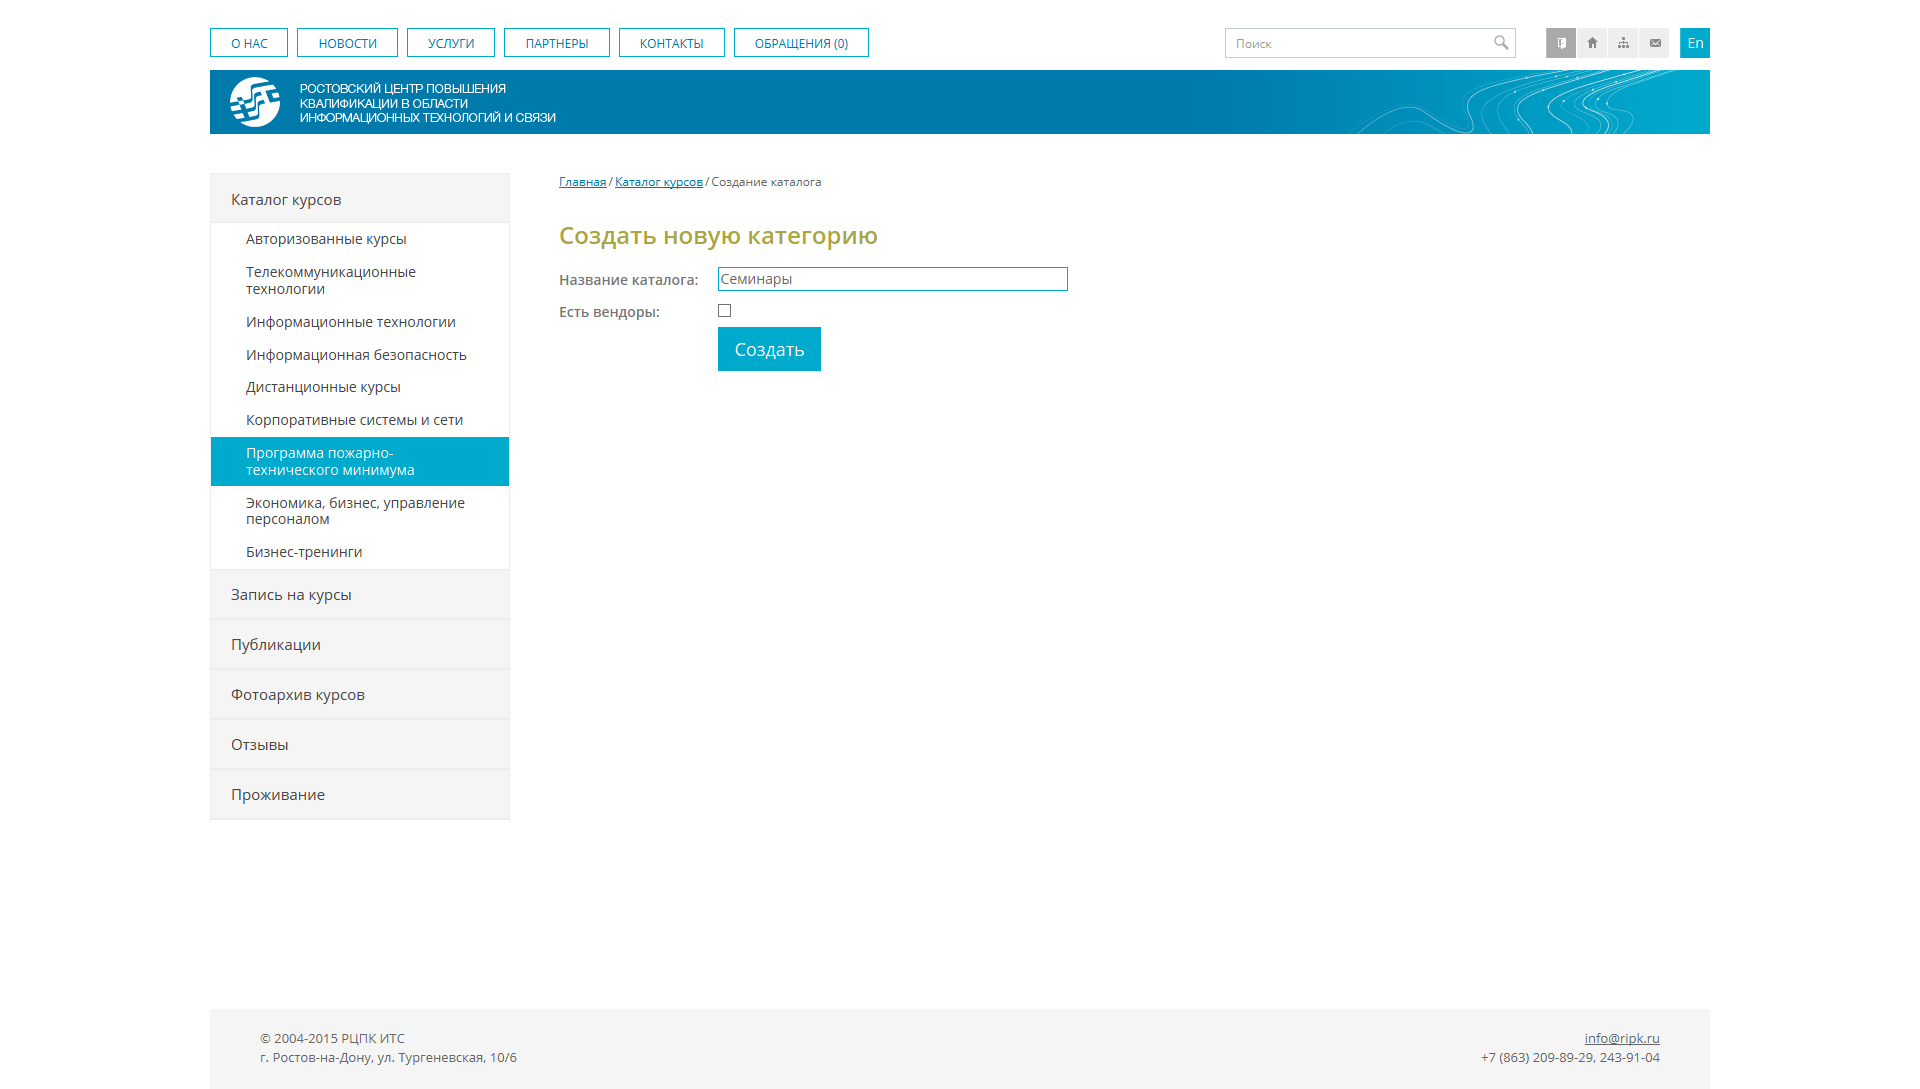 О НАС
НОВОСТИ
УСЛУГИ
ПАРТНЕРЫ
КОНТАКТЫ
ОБРАЩЕНИЯ (0)
Поиск
En
РОСТОВСКИЙ ЦЕНТР ПОВЫШЕНИЯ
КВАЛИФИКАЦИИ В ОБЛАСТИ
ИНФОРМАЦИОННЫХ ТЕХНОЛОГИЙ И СВЯЗИ
Каталог курсов
Авторизованные курсы
Телекоммуникационные
технологии
Информационные технологии
Информационная безопасность
Дистанционные курсы
Корпоративные системы и сети
Программа пожарно-
технического минимума
Экономика, бизнес, управление
персоналом
Бизнес-тренинги
Запись на курсы
Публикации
Фотоархив курсов
Отзывы
Проживание
Главная / Каталог курсов / Создание каталога
Создать новую категорию
Название каталога: Семинары
Есть вендоры:
Создать
© 2004-2015 РЦПК ИТС
г. Ростов-на-Дону, ул. Тургеневская, 10/6
info@ripk.ru
+7 (863) 209-89-29, 243-91-04